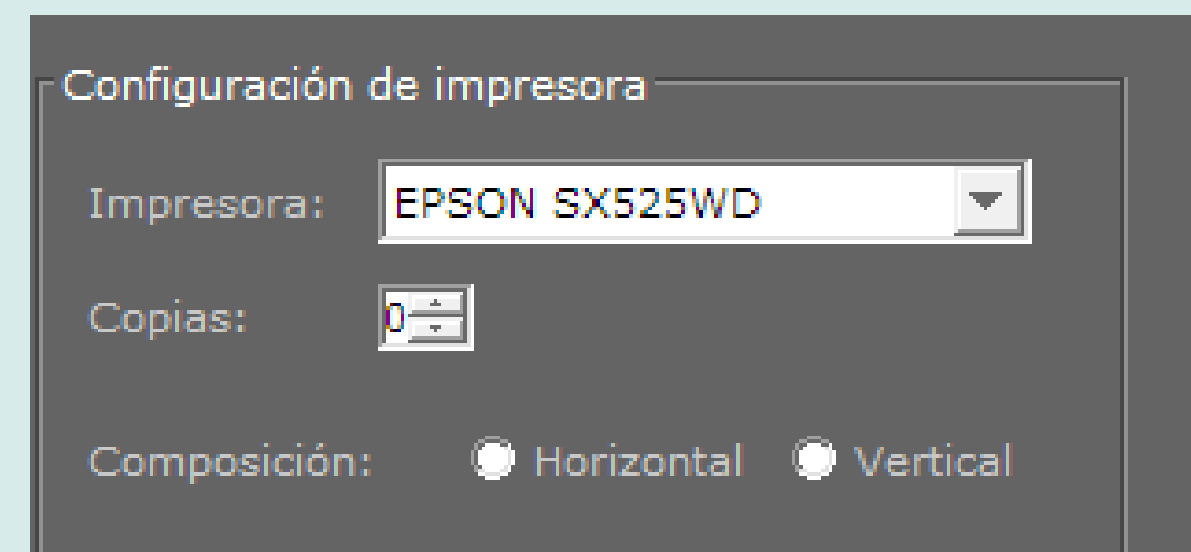 Configuración de impresora
Impresora: EPSON SX525WD
Copias: 0
Composición: Horizontal Vertical